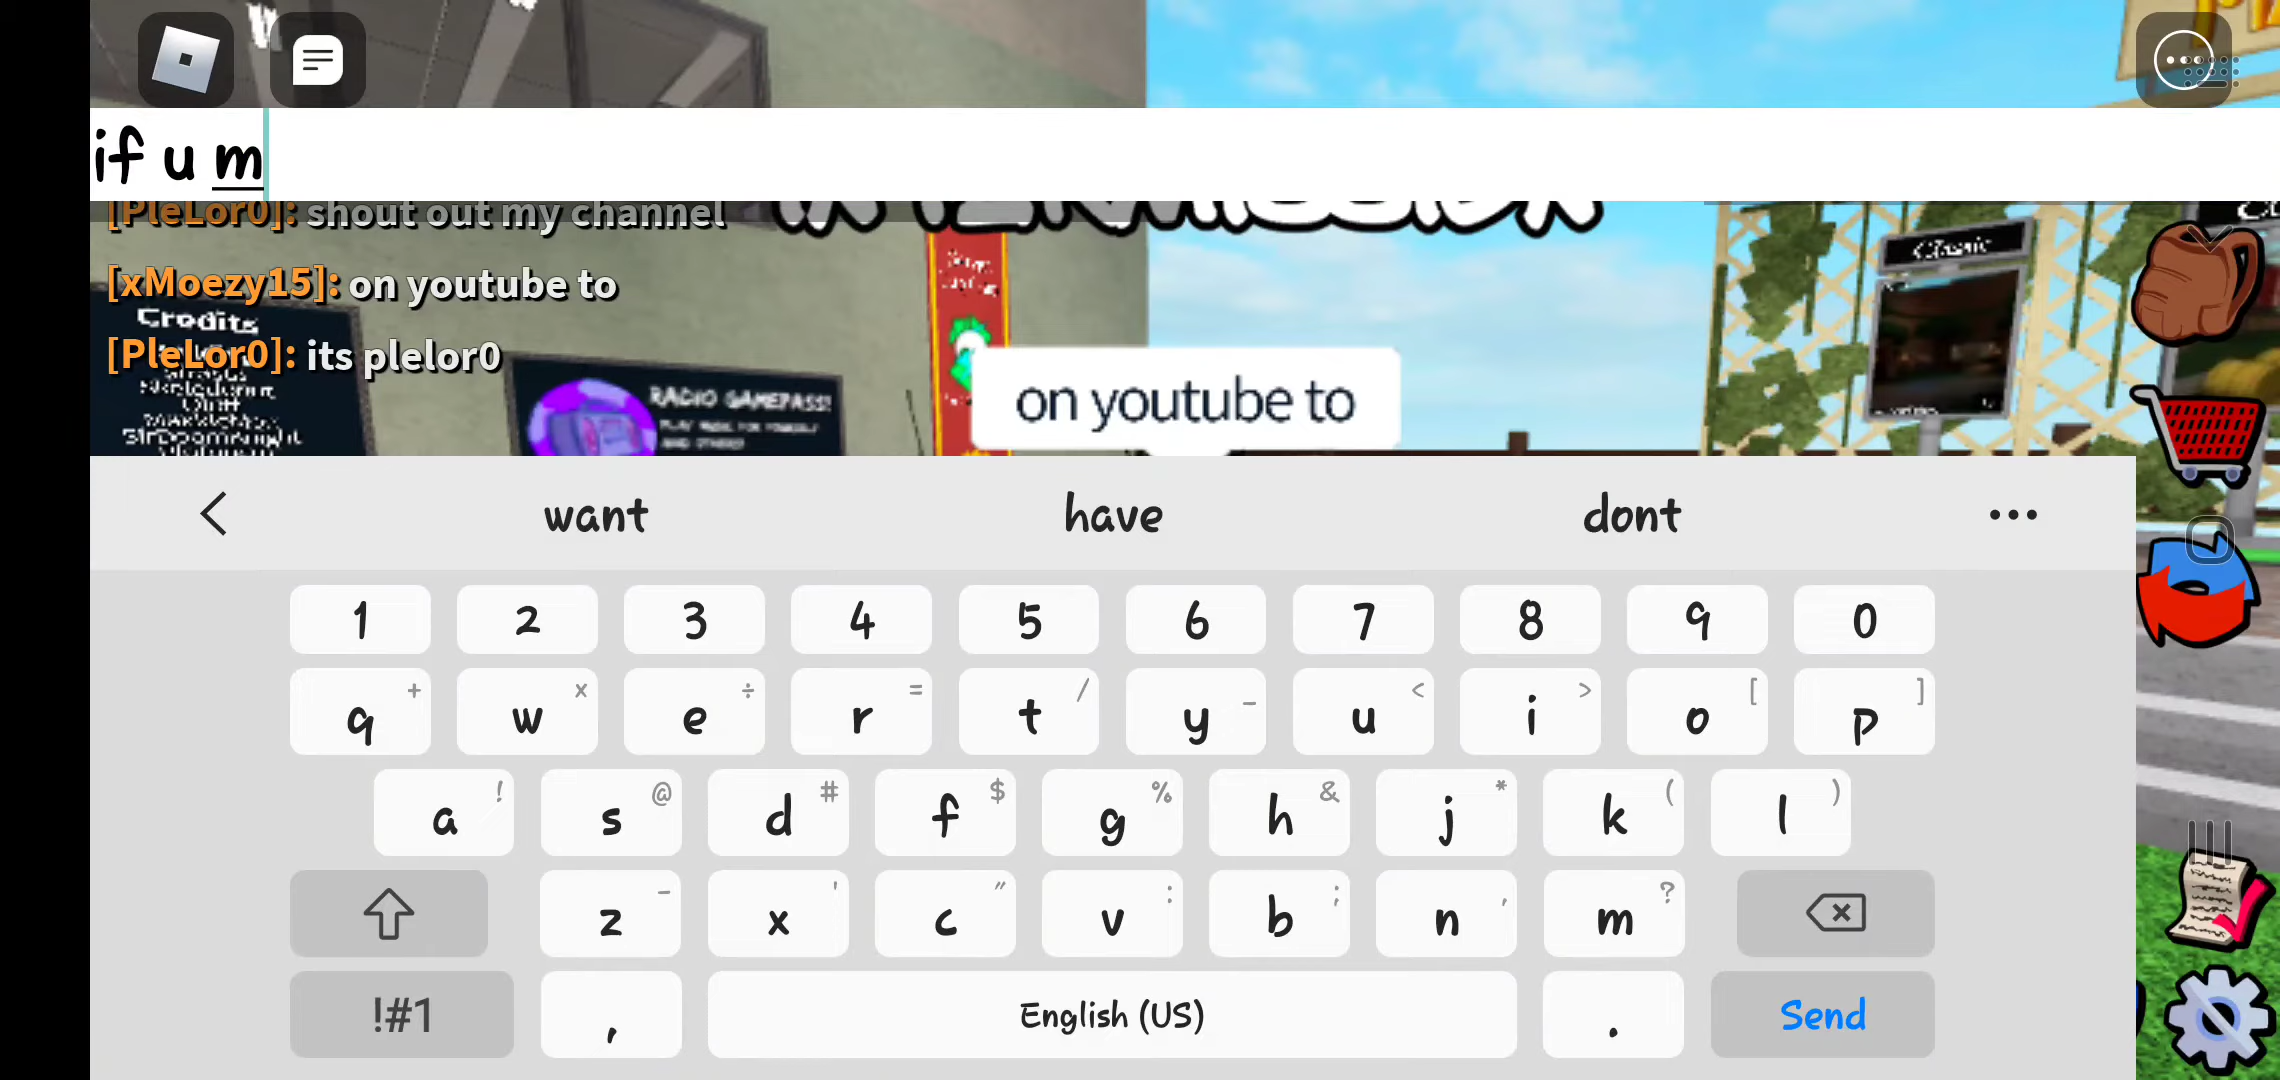 if u m
[PleLor0]: shout out my channel
[xMoezy15]: on youtube to
[PleLor0]: its plelor0
Credits
RADIO GAMEPASS!
Classic
on youtube to
want have dont
1 2 3 4 5 6 7 8 9 0
+ × ÷ = / _ < > [ ]
q w e r t y u i o p
! @ # $ % & * ( )
a s d f g h j k l
- ' " : ; , ?
z x c v b n m
!#1 , English (US) . Send